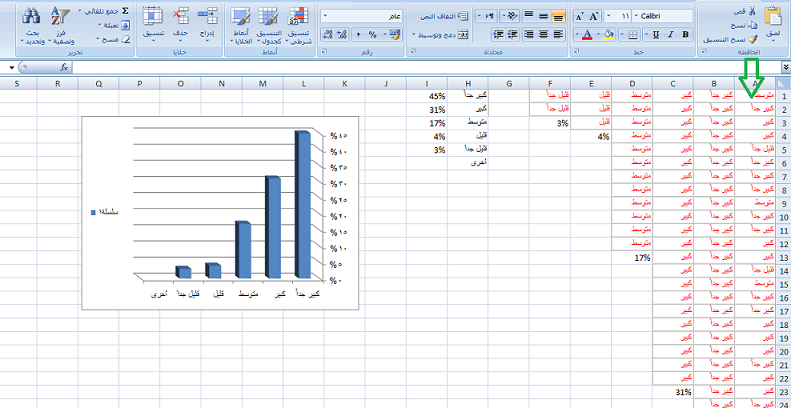 قص
نسخ
نسخ التنسيق
لصق
الحافظة
Calibri ١١
خط
التفاف النص
دمج وتوسيط
محاذاة
عام
رقم
تنسيق شرطي
التنسيق كجدول
أنماط الخلايا
أنماط
إدراج
حذف
تنسيق
خلايا
جمع تلقائي
تعبئة
مسح
فرز وتصفية
بحث وتحديد
تحرير
fx
A B C D E F G H I J K L M N O P Q R S
1 متوسط كبير جداً كبير متوسط قليل قليل جداً كبير جداً 45%
2 كبير جداً كبير جداً كبير متوسط قليل قليل جداً كبير 31%
3 كبير كبير جداً كبير متوسط قليل 3% متوسط 17%
4 كبير كبير جداً كبير متوسط 4% قليل 4%
5 قليل جداً كبير جداً كبير متوسط قليل جداً 3%
6 كبير جداً كبير جداً كبير متوسط أخرى
7 كبير كبير جداً كبير متوسط
8 كبير جداً كبير جداً كبير متوسط
9 متوسط كبير جداً كبير متوسط
10 كبير جداً كبير جداً كبير متوسط
11 كبير جداً كبير جداً كبير متوسط
12 كبير كبير جداً كبير متوسط
13 كبير كبير جداً كبير 17%
14 قليل جداً كبير جداً كبير
15 متوسط كبير جداً كبير
16 كبير جداً كبير جداً كبير
17 كبير جداً كبير جداً كبير
18 كبير كبير جداً كبير
19 كبير كبير جداً كبير
20 كبير كبير جداً كبير
21 كبير جداً كبير جداً كبير
22 كبير كبير جداً كبير
23 كبير كبير جداً 31%
24 كبير جداً كبير جداً
%٤٥
%٤٠
%٣٥
%٣٠
%٢٥
%٢٠
%١٥
%١٠
%٥
%٠
كبير جداً كبير متوسط قليل قليل جداً أخرى
سلسلة١